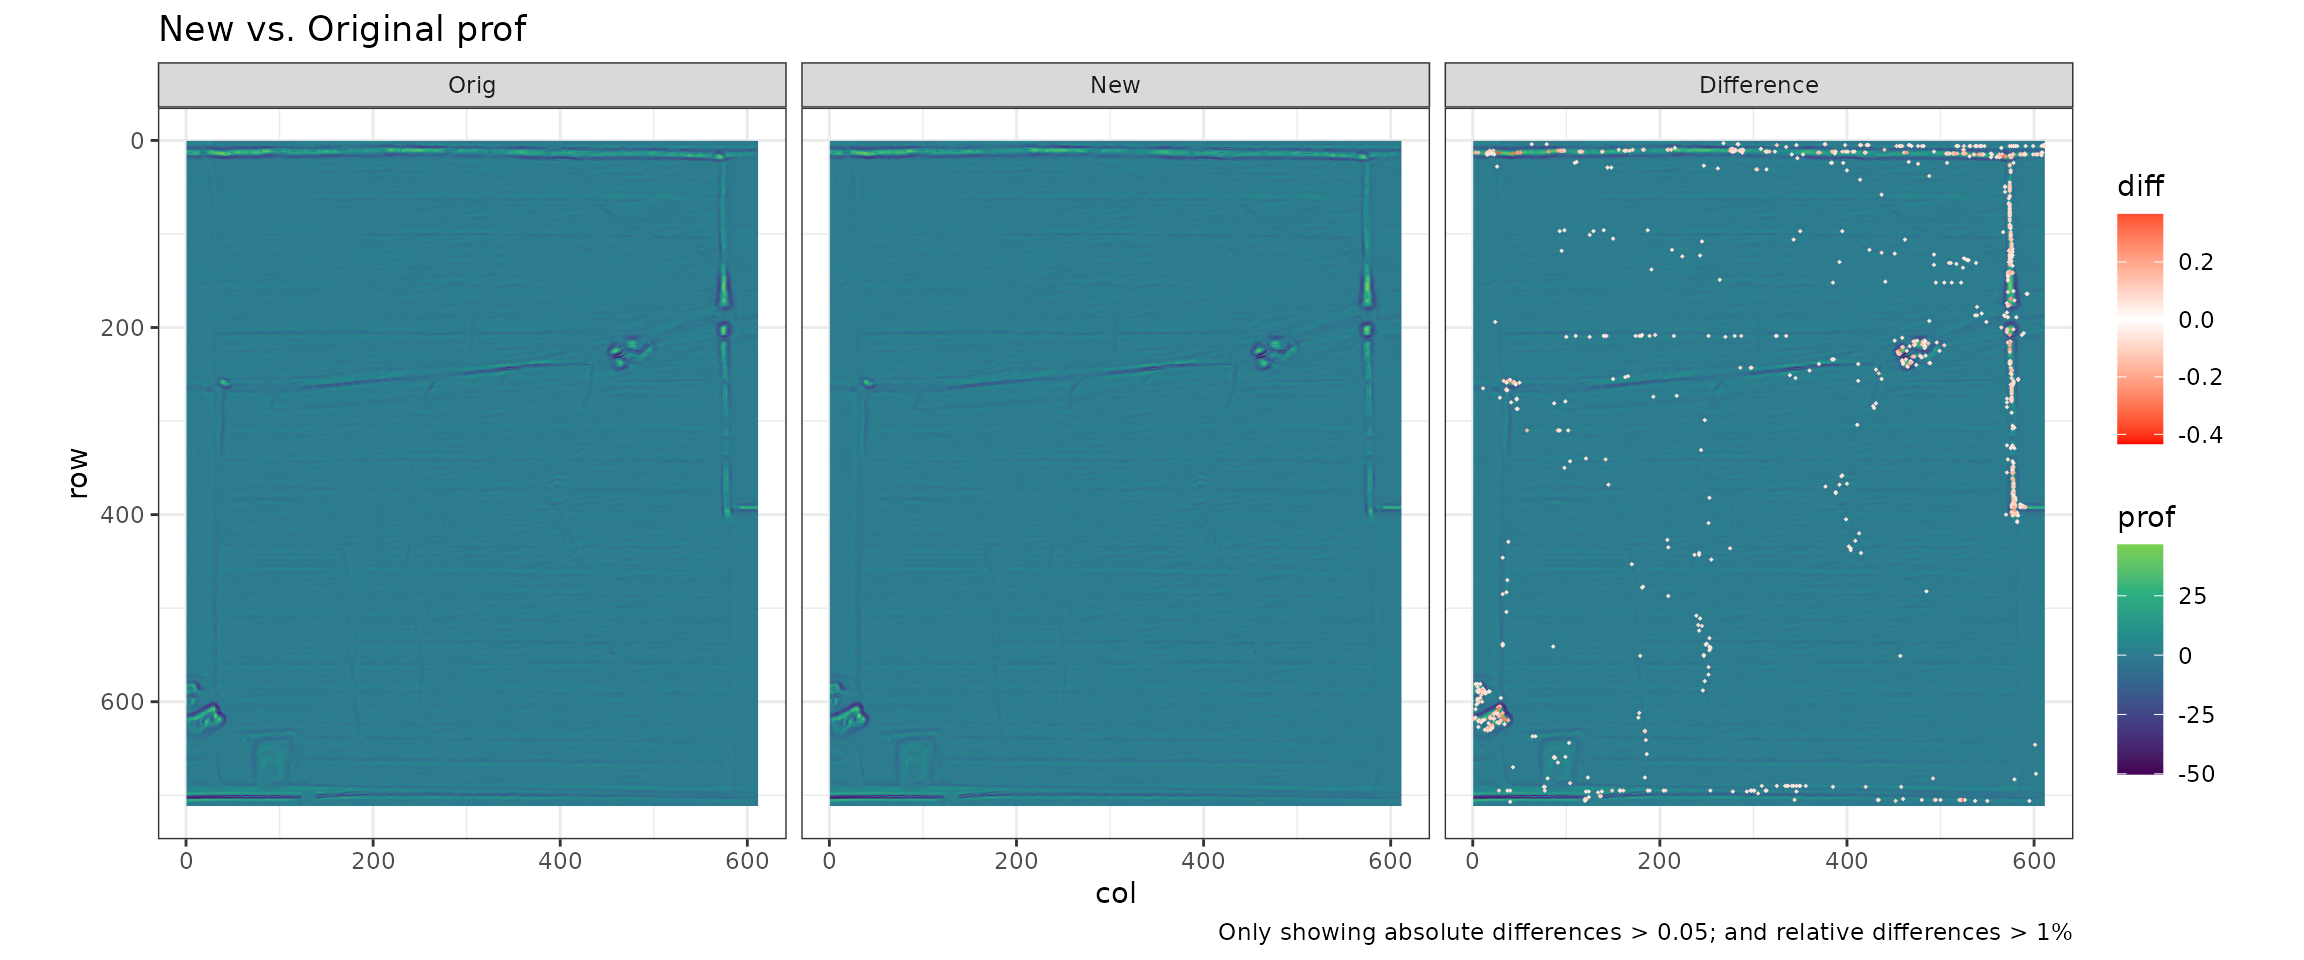 New vs. Original prof
Orig
New
Difference
0
200
400
600
row
0
200
400
600
0
200
400
600
0
200
400
600
col
diff
0.2
0.0
-0.2
-0.4
prof
25
0
-25
-50
Only showing absolute differences > 0.05; and relative differences > 1%